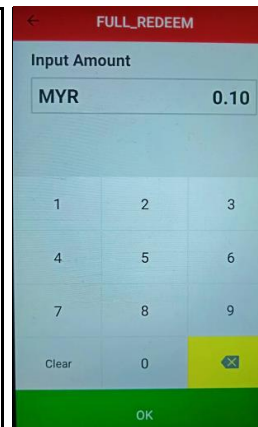 FULL_REDEEM
Input Amount
MYR 0.10
1 2 3
4 5 6
7 8 9
Clear 0
OK